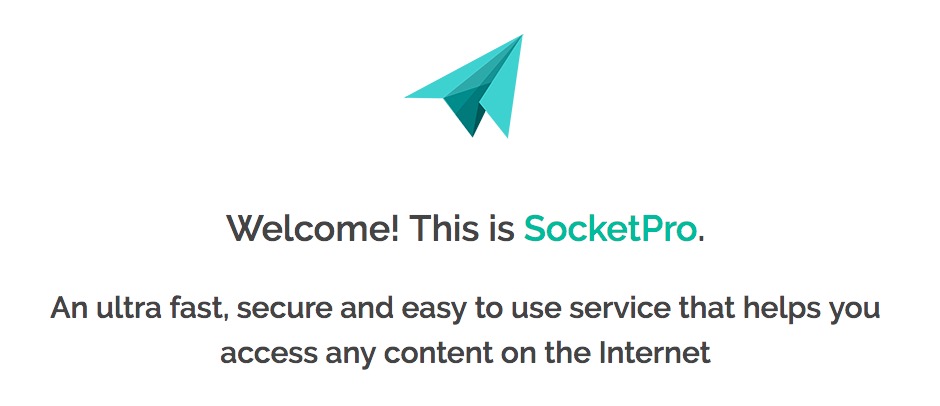 Welcome! This is SocketPro.
An ultra fast, secure and easy to use service that helps you
access any content on the Internet